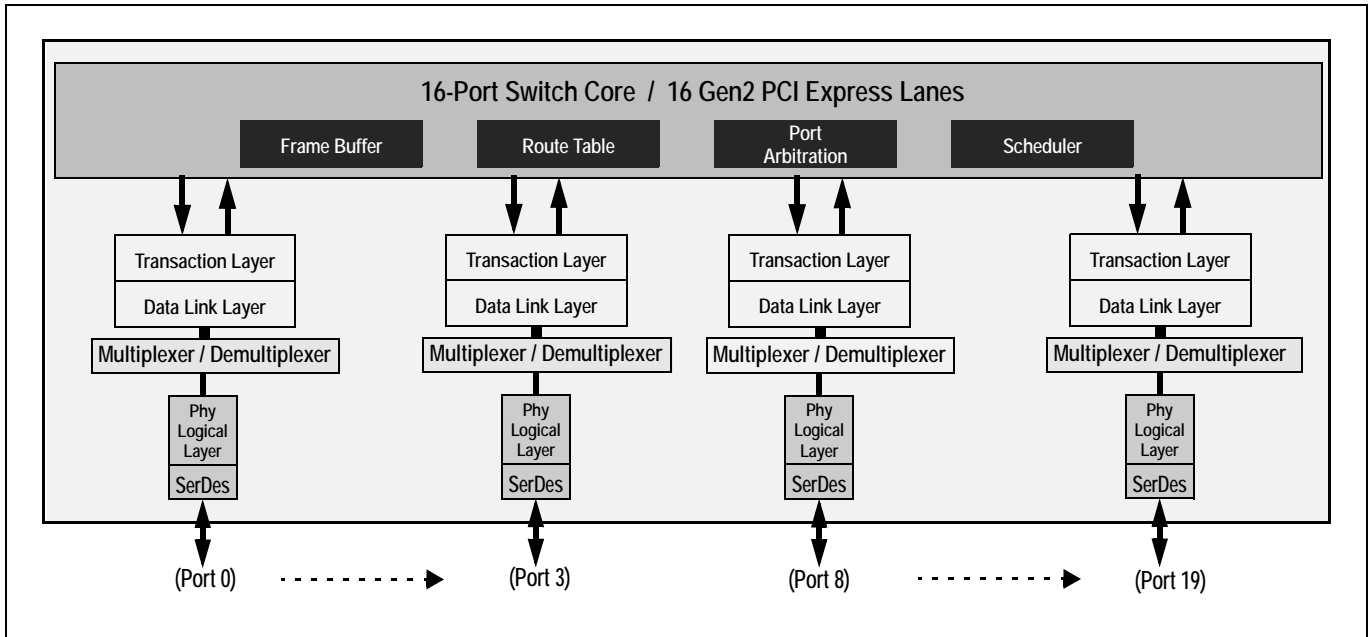 16-Port Switch Core / 16 Gen2 PCI Express Lanes
Frame Buffer
Route Table
Port
Arbitration
Scheduler
Transaction Layer
Data Link Layer
Multiplexer / Demultiplexer
Phy
Logical
Layer
SerDes
(Port 0)
Transaction Layer
Data Link Layer
Multiplexer / Demultiplexer
Phy
Logical
Layer
SerDes
(Port 3)
Transaction Layer
Data Link Layer
Multiplexer / Demultiplexer
Phy
Logical
Layer
SerDes
(Port 8)
Transaction Layer
Data Link Layer
Multiplexer / Demultiplexer
Phy
Logical
Layer
SerDes
(Port 19)